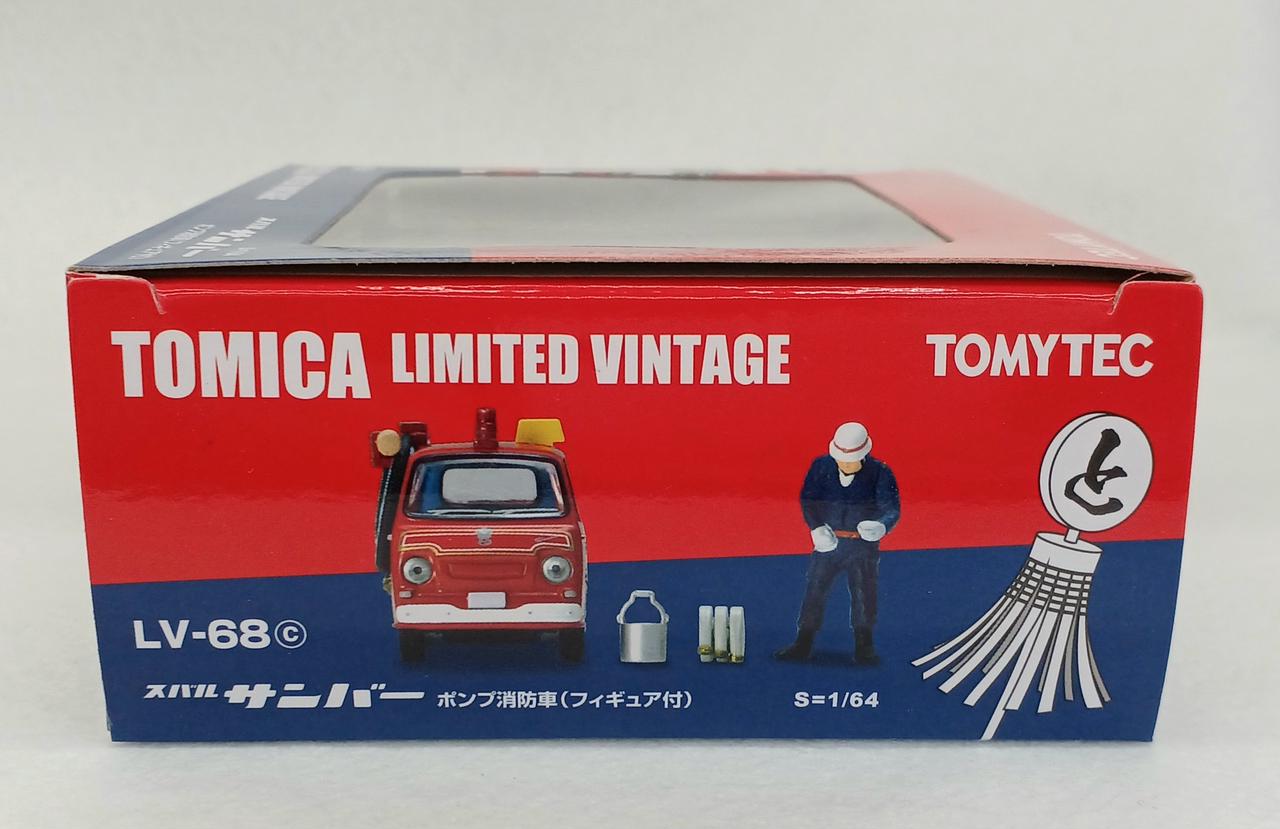 TOMICA LIMITED VINTAGE
TOMYTEC
と
LV-68©
スバル サンバー ポンプ消防車(フィギュア付)
S=1/64